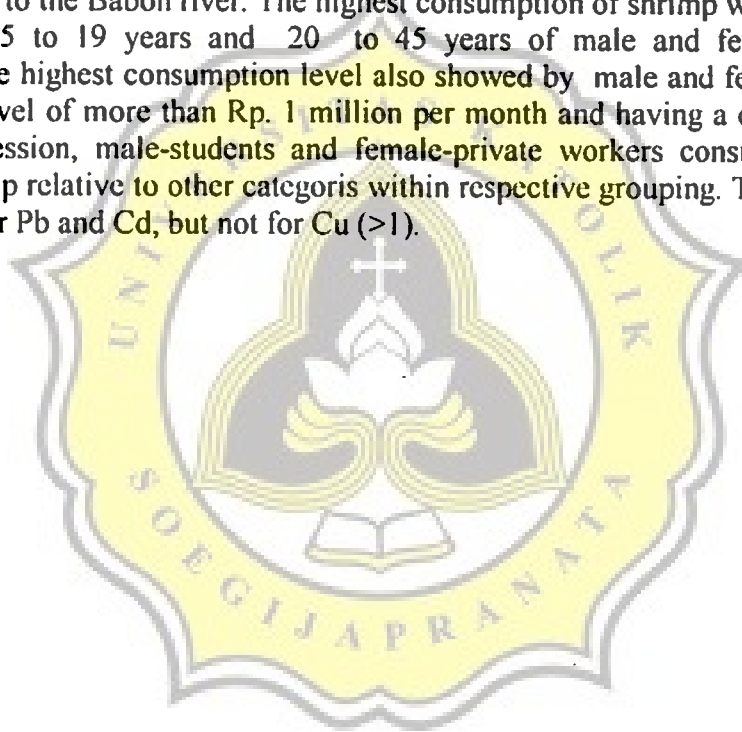 to the Babon river. The highest consumption of shrimp w
5 to 19 years and 20 to 45 years of male and fe
e highest consumption level also showed by male and fe
vel of more than Rp. 1 million per month and having a
ession, male-students and female-private workers cons
p relative to other categoris within respective grouping. T
r Pb and Cd, but not for Cu (>1).
UNIVERSITAS KATOLIK
SOEGIJAPRANATA